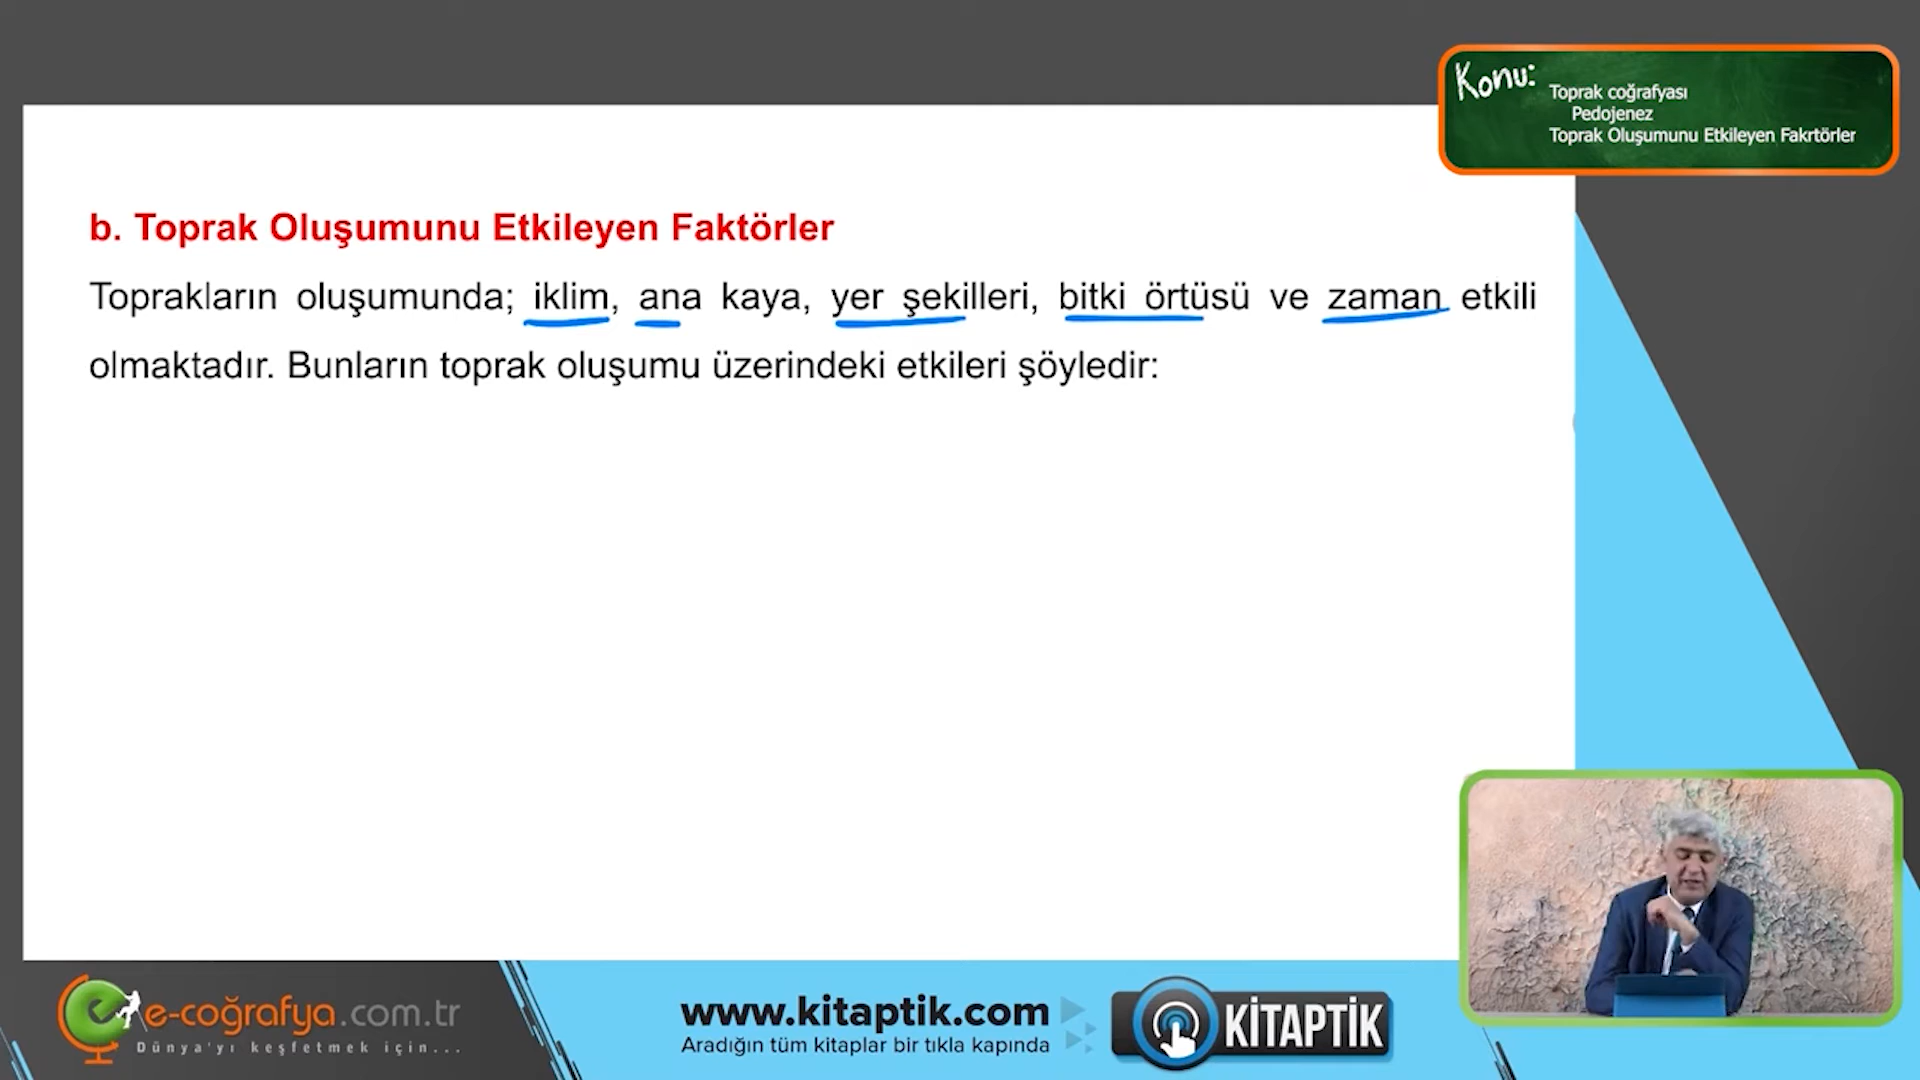 Konu:
Toprak coğrafyası
Pedojenez
Toprak Oluşumunu Etkileyen Fakrtörler
b. Toprak Oluşumunu Etkileyen Faktörler
Toprakların oluşumunda; iklim, ana kaya, yer şekilleri, bitki örtüsü ve zaman etkili
olmaktadır. Bunların toprak oluşumu üzerindeki etkileri şöyledir:
e-coğrafya.com.tr
Dünya'yı keşfetmek için...
www.kitaptik.com
Aradığın tüm kitaplar bir tıkla kapında
KİTAPTIK